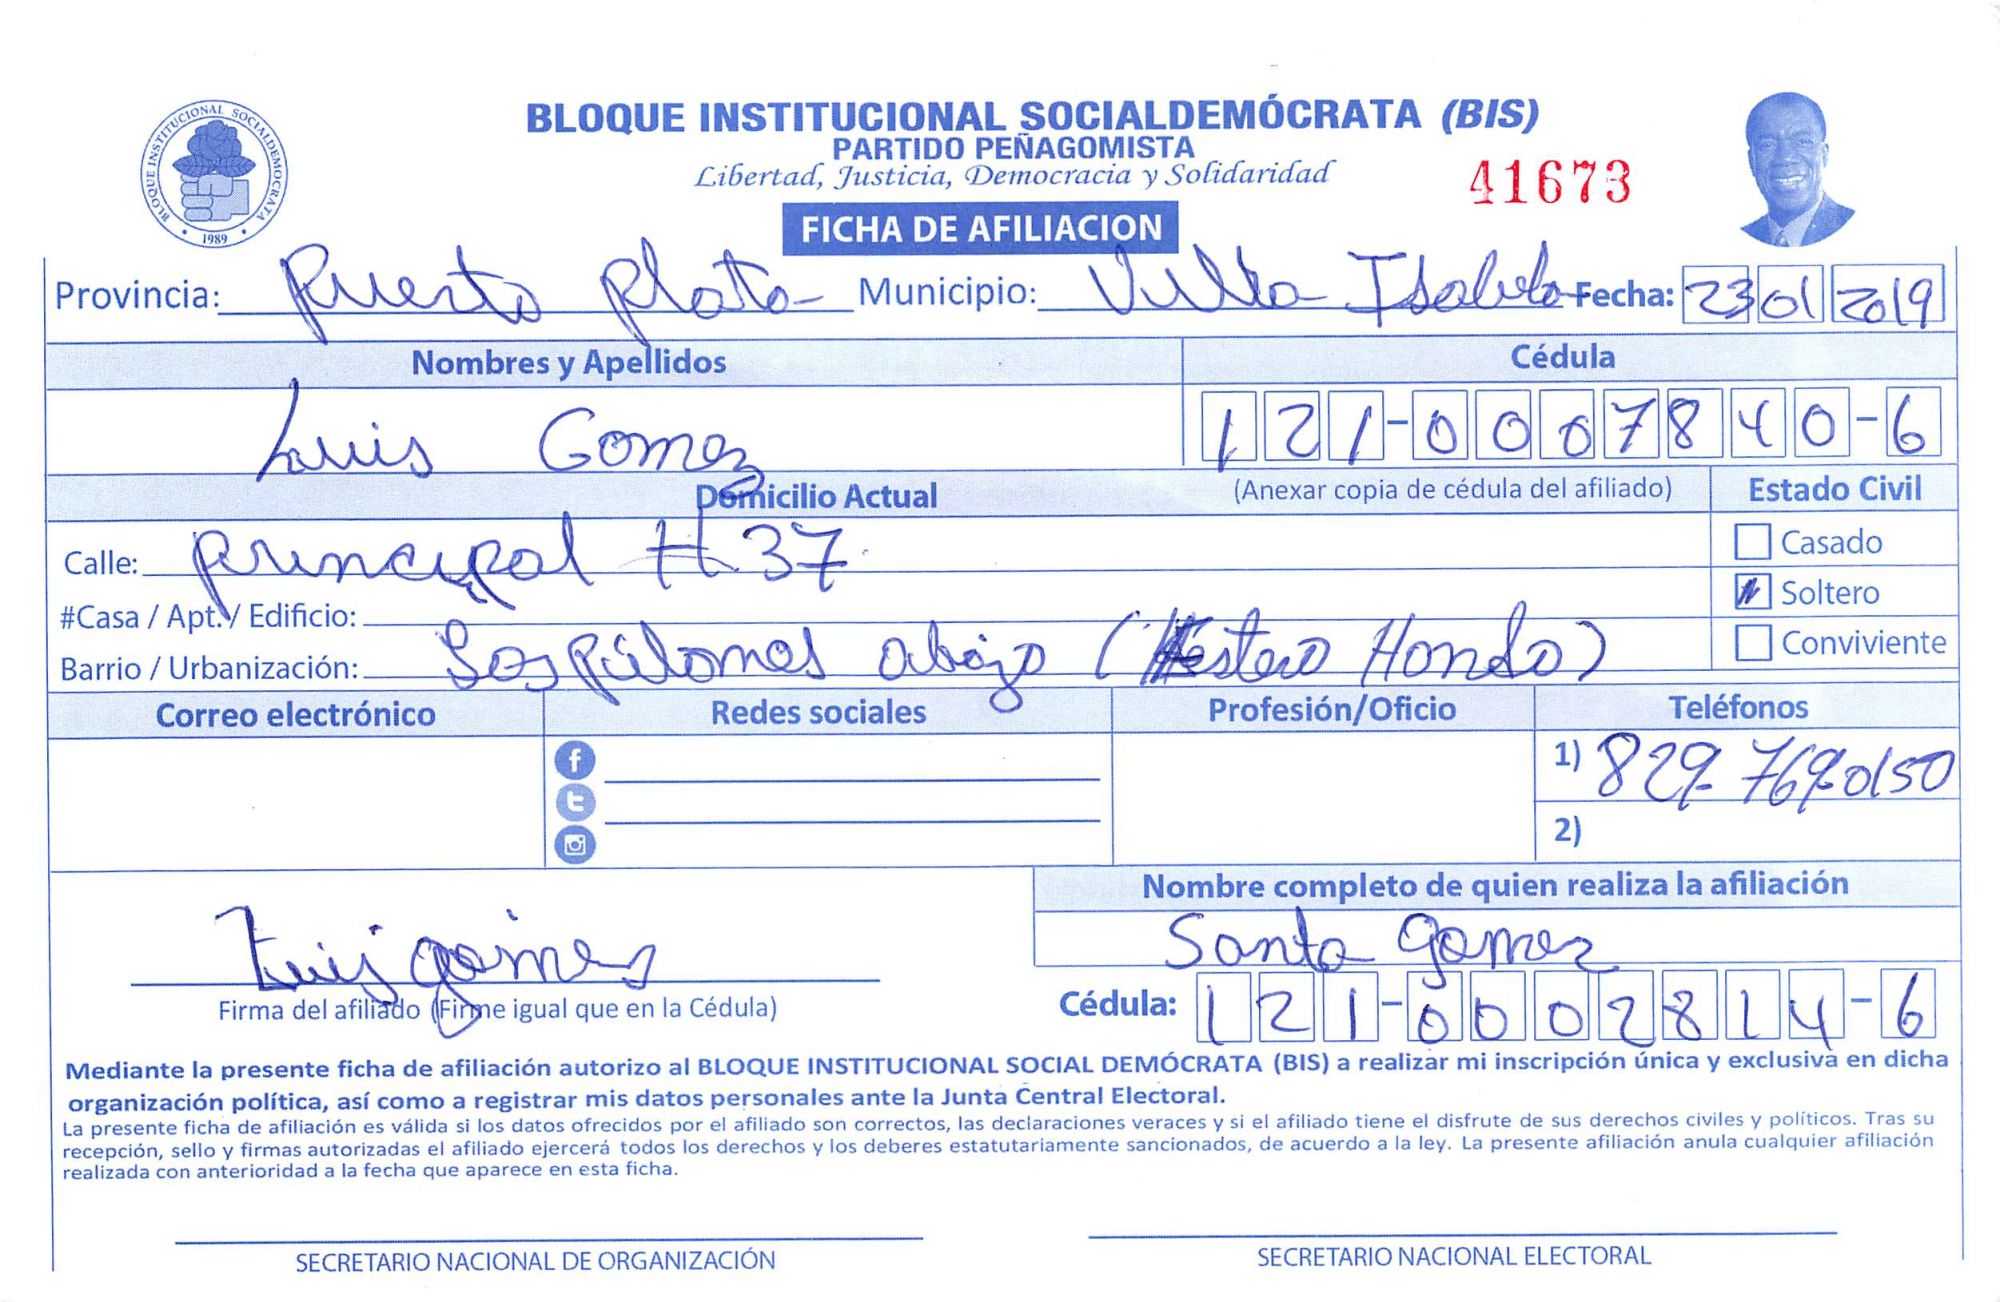 BLOQUE INSTITUCIONAL SOCIALDEMOCRATA
1989
BLOQUE INSTITUCIONAL SOCIALDEMÓCRATA (BIS)
PARTIDO PEÑAGOMISTA
Libertad, Justicia, Democracia y Solidaridad
41673
FICHA DE AFILIACION
Provincia: Puerto Plata Municipio: Villa Isabela Fecha: 23 01 2019
Nombres y Apellidos Cédula
Luis Gomez 121-0007840-6
Domicilio Actual (Anexar copia de cédula del afiliado) Estado Civil
Calle: principal # 37 Casado
#Casa / Apt. / Edificio: Soltero
Barrio / Urbanización: Los palmas abajo ( Hondo) Conviviente
Correo electrónico Redes sociales Profesión/Oficio Teléfonos
1) 829-769-0150
2)
Nombre completo de quien realiza la afiliación
Luis gomez Santa gomez
Firma del afiliado (Firme igual que en la Cédula) Cédula: 121-0002814-6
Mediante la presente ficha de afiliación autorizo al BLOQUE INSTITUCIONAL SOCIAL DEMÓCRATA (BIS) a realizar mi inscripción única y exclusiva en dicha
organización política, así como a registrar mis datos personales ante la Junta Central Electoral.
La presente ficha de afiliación es válida si los datos ofrecidos por el afiliado son correctos, las declaraciones veraces y si el afiliado tiene el disfrute de sus derechos civiles y políticos. Tras su
recepción, sello y firmas autorizadas el afiliado ejercerá todos los derechos y los deberes estatutariamente sancionados, de acuerdo a la ley. La presente afiliación anula cualquier afiliación
realizada con anterioridad a la fecha que aparece en esta ficha.
SECRETARIO NACIONAL DE ORGANIZACIÓN SECRETARIO NACIONAL ELECTORAL